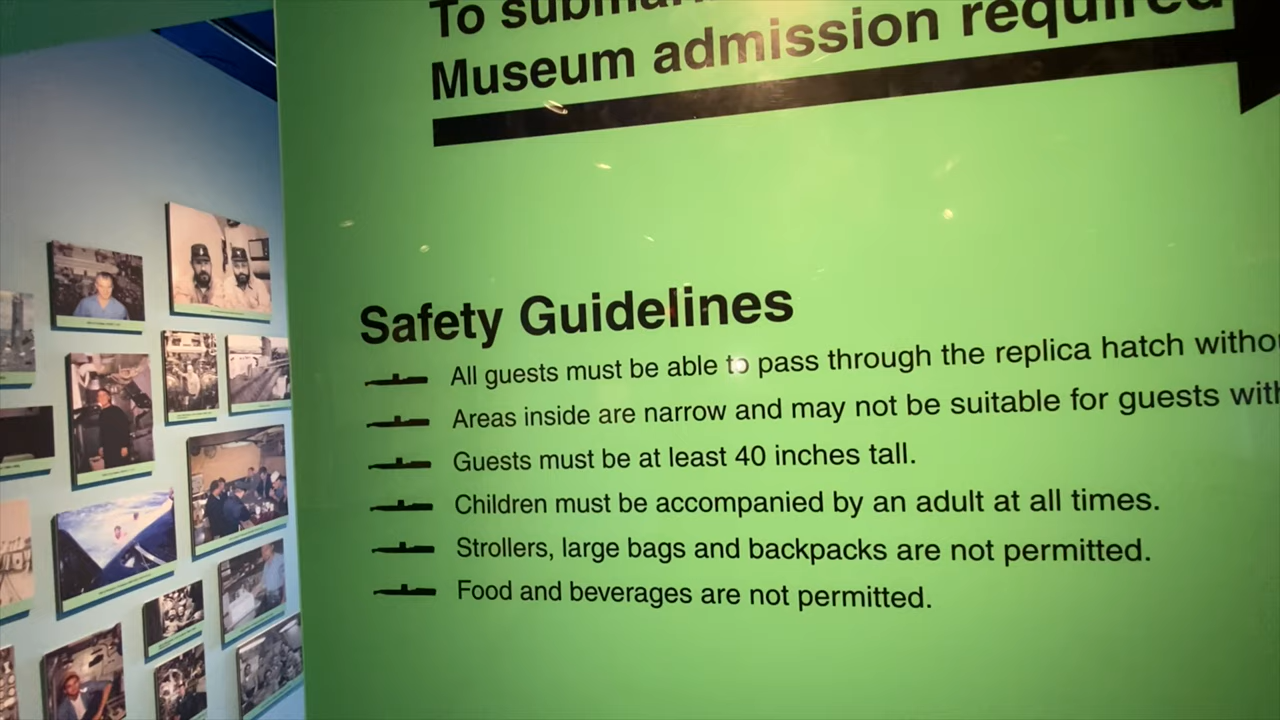 To
Museum admission required
Safety Guidelines
All guests must be able to pass through the replica hatch
Areas inside are narrow and may not be suitable for guests
Guests must be at least 40 inches tall.
Children must be accompanied by an adult at all times.
Strollers, large bags and backpacks are not permitted.
Food and beverages are not permitted.